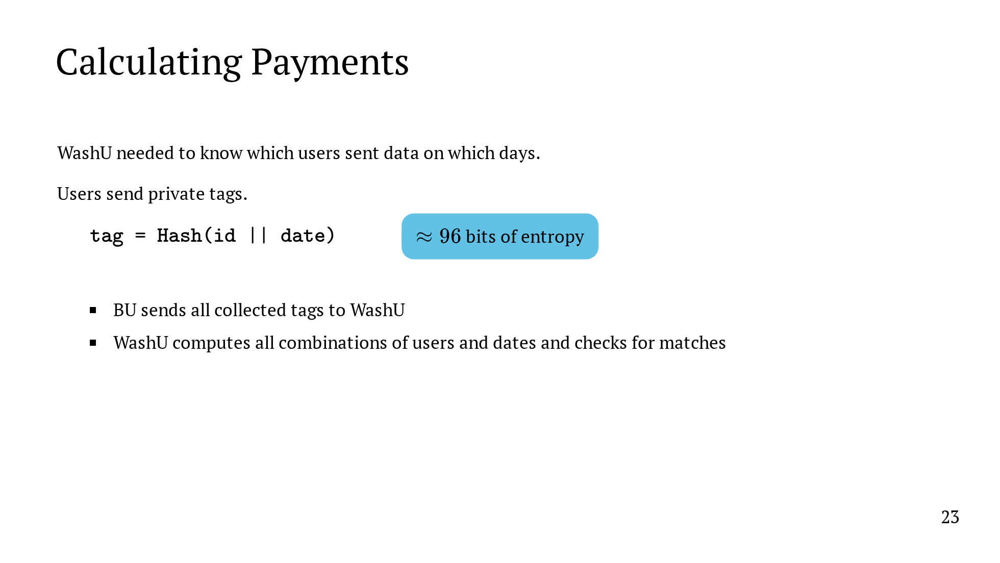 Calculating Payments
WashU needed to know which users sent data on which days.
Users send private tags.
tag = Hash(id || date)
≈ 96 bits of entropy
▪ BU sends all collected tags to WashU
▪ WashU computes all combinations of users and dates and checks for matches
23